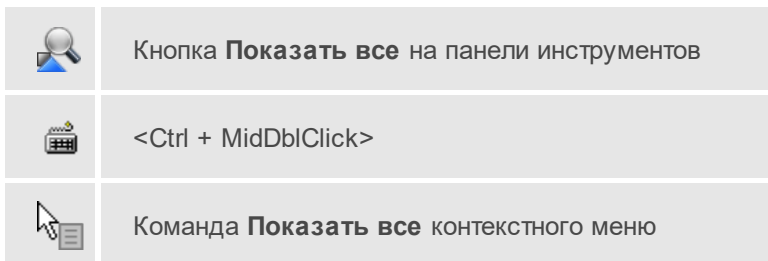 Кнопка Показать все на панели инструментов
<Ctrl + MidDblClick>
Команда Показать все контекстного меню